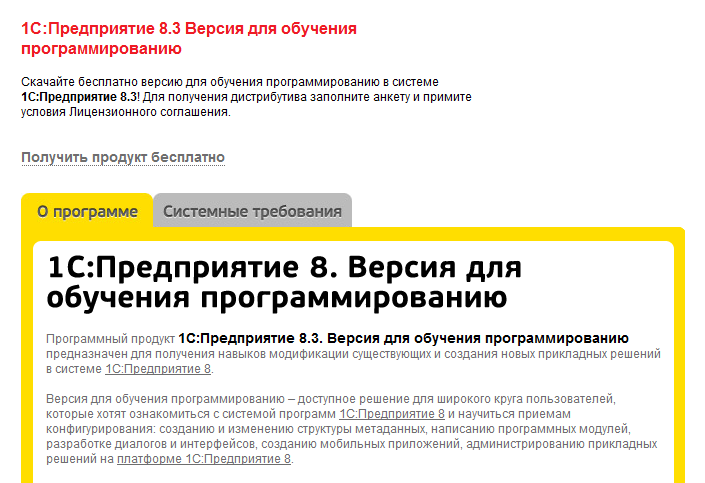 1С:Предприятие 8.3 Версия для обучения
программированию
Скачайте бесплатно версию для обучения программированию в системе
1С:Предприятие 8.3! Для получения дистрибутива заполните анкету и примите
условия Лицензионного соглашения.
Получить продукт бесплатно
О программе Системные требования
1С:Предприятие 8. Версия для
обучения программированию
Программный продукт 1С:Предприятие 8.3. Версия для обучения программированию
предназначен для получения навыков модификации существующих и создания новых прикладных решений
в системе 1С:Предприятие 8.
Версия для обучения программированию – доступное решение для широкого круга пользователей,
которые хотят ознакомиться с системой программ 1С:Предприятие 8 и научиться приемам
конфигурирования: созданию и изменению структуры метаданных, написанию программных модулей,
разработке диалогов и интерфейсов, созданию мобильных приложений, администрированию прикладных
решений на платформе 1С:Предприятие 8.